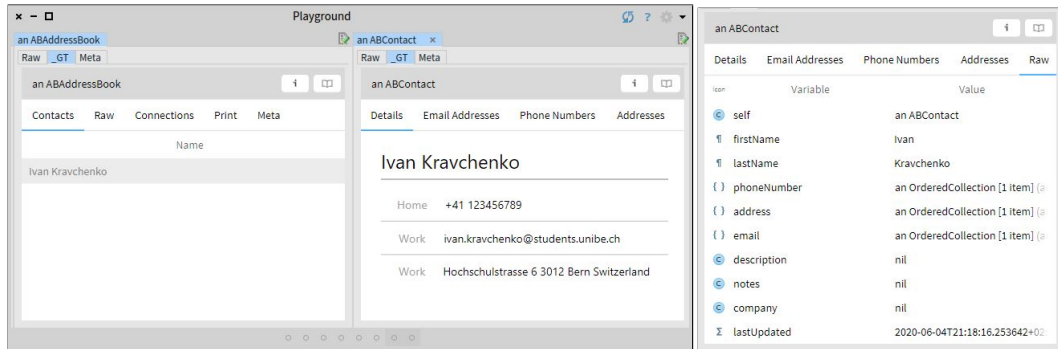 Playground
?
an ABAddressBook
Raw _GT Meta
an ABAddressBook
i
Contacts Raw Connections Print Meta
Name
Ivan Kravchenko
an ABContact ×
Raw _GT Meta
an ABContact
i
Details Email Addresses Phone Numbers Addresses
Ivan Kravchenko
Home +41 123456789
Work ivan.kravchenko@students.unibe.ch
Work Hochschulstrasse 6 3012 Bern Switzerland
an ABContact
i
Details Email Addresses Phone Numbers Addresses Raw
Icon Variable Value
C self an ABContact
¶ firstName Ivan
¶ lastName Kravchenko
{ } phoneNumber an OrderedCollection [1 item] (a
{ } address an OrderedCollection [1 item] (a
{ } email an OrderedCollection [1 item] (a
C description nil
C notes nil
C company nil
Σ lastUpdated 2020-06-04T21:18:16.253642+02